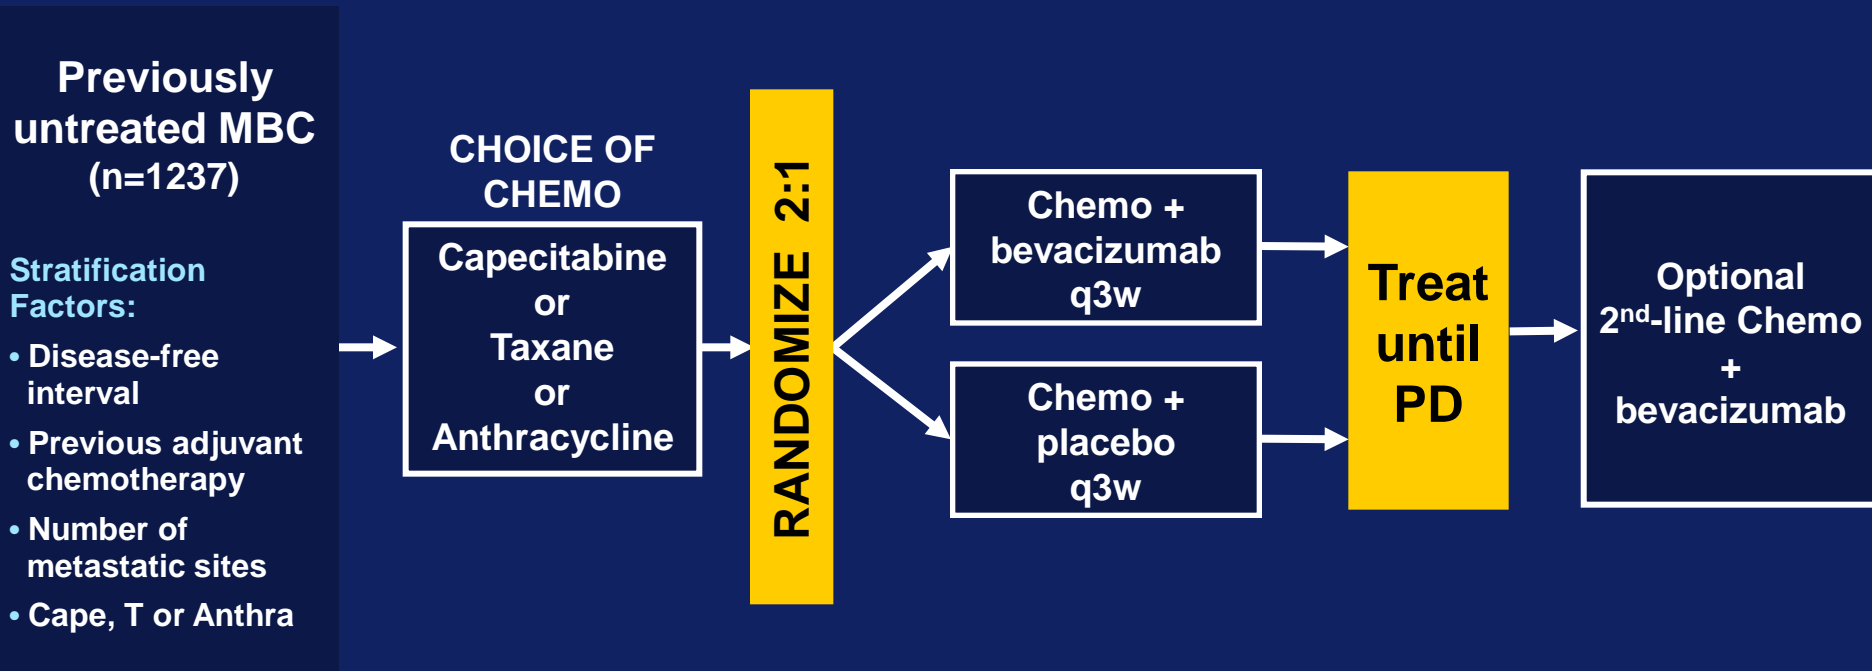 Previously
untreated MBC
(n=1237)
Stratification
Factors:
• Disease-free
interval
• Previous adjuvant
chemotherapy
• Number of
metastatic sites
• Cape, T or Anthra
CHOICE OF
CHEMO
Capecitabine
or
Taxane
or
Anthracycline
RANDOMIZE 2:1
Chemo +
bevacizumab
q3w
Chemo +
placebo
q3w
Treat
until
PD
Optional
2nd-line Chemo
+
bevacizumab